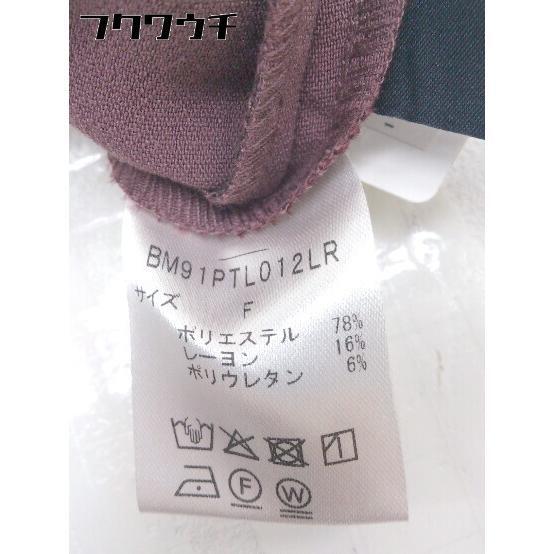 フクワウチ
BM91PTL012LR
サイズ F
ポリエステル 78%
レーヨン 16%
ポリウレタン 6%
F W